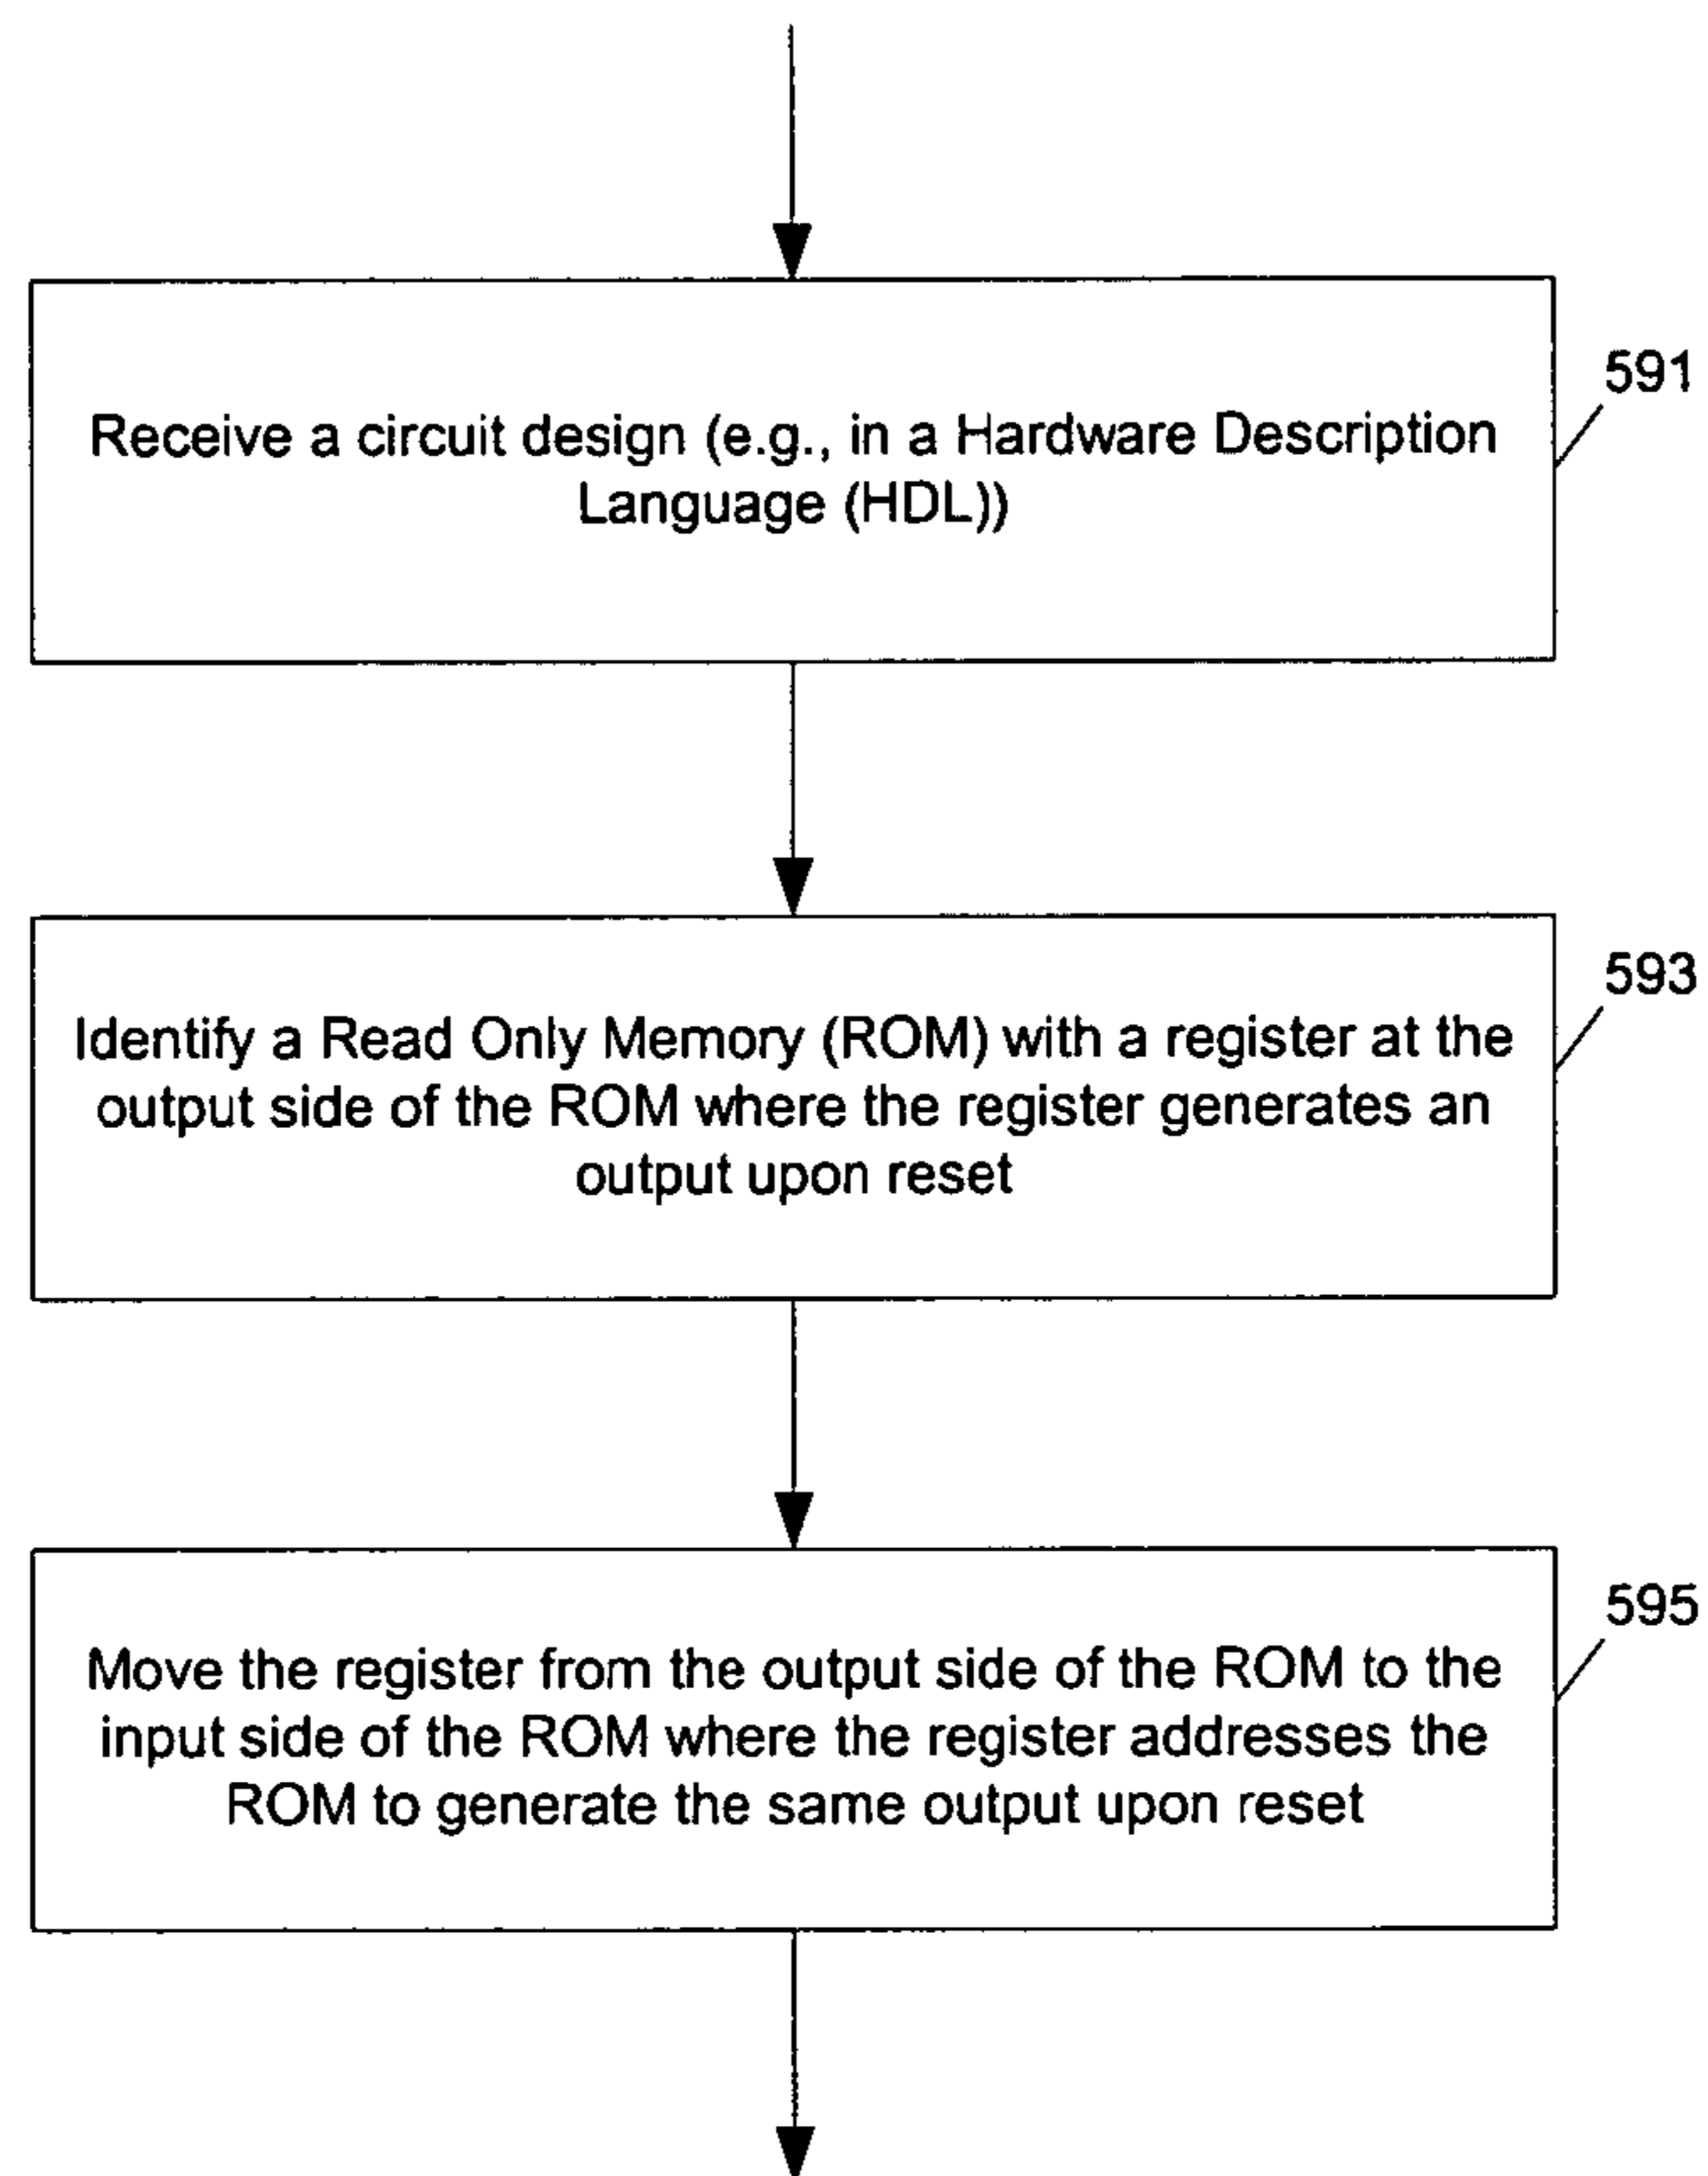 591
Receive a circuit design (e.g., in a Hardware Description
Language (HDL))
593
Identify a Read Only Memory (ROM) with a register at the
output side of the ROM where the register generates an
output upon reset
595
Move the register from the output side of the ROM to the
input side of the ROM where the register addresses the
ROM to generate the same output upon reset